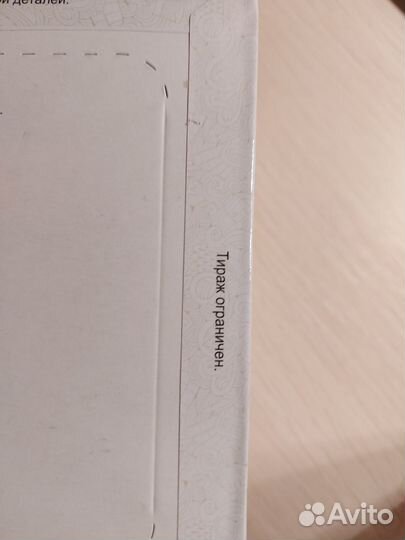 деталей.
Тираж ограничен.
Avito